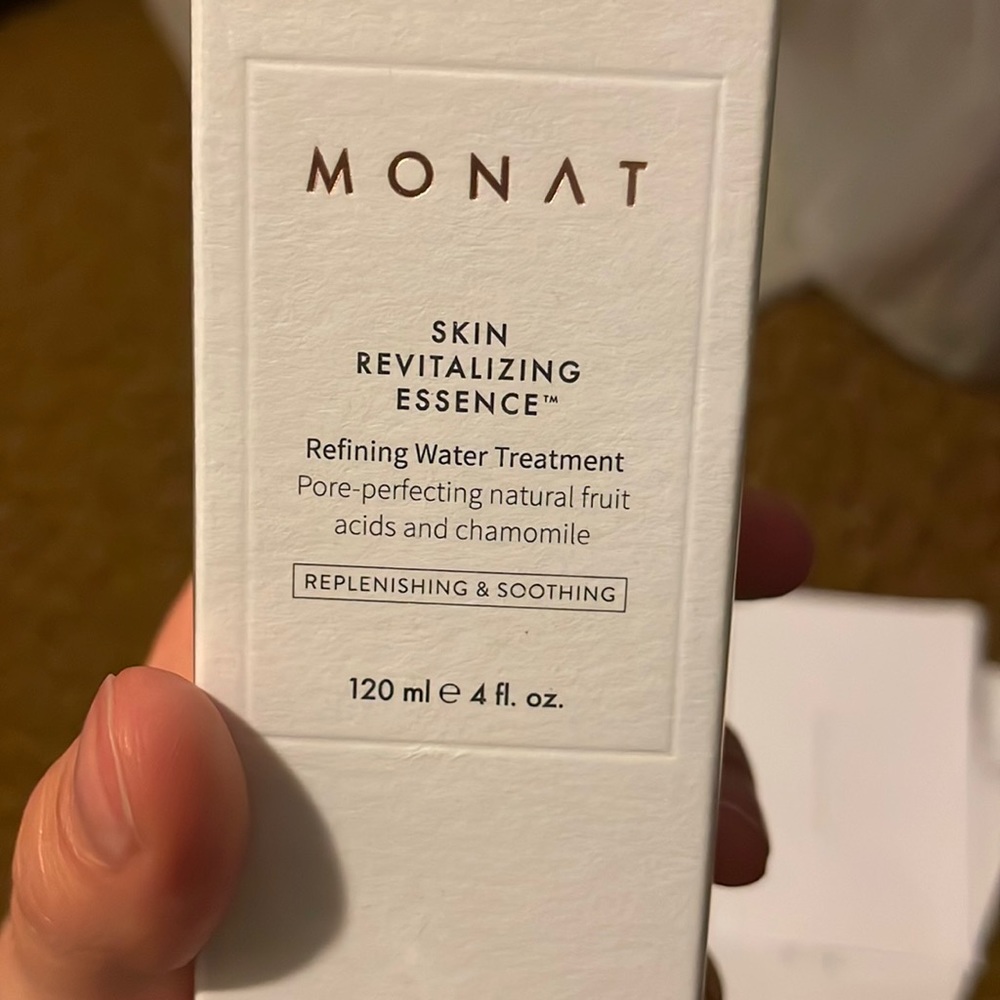 MONAT
SKIN
REVITALIZING
ESSENCE™
Refining Water Treatment
Pore-perfecting natural fruit
acids and chamomile
REPLENISHING & SOOTHING
120 ml ℮ 4 fl. oz.